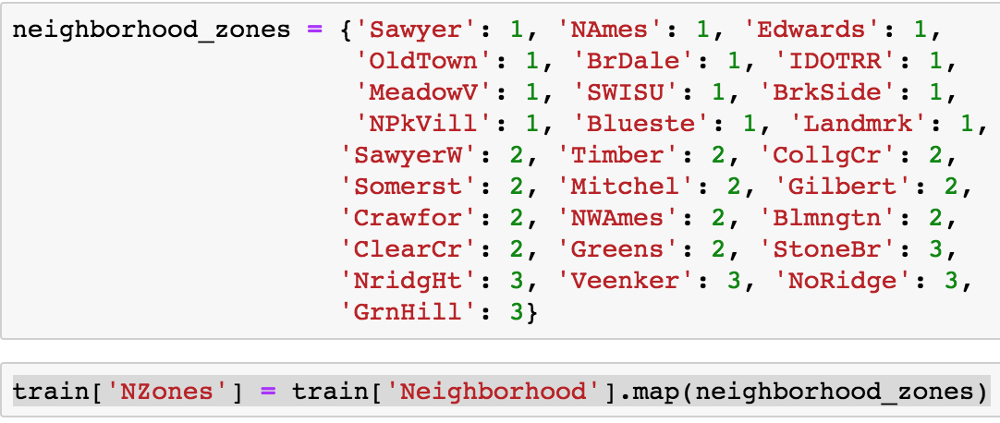 neighborhood_zones = {'Sawyer': 1, 'NAmes': 1, 'Edwards': 1,
'OldTown': 1, 'BrDale': 1, 'IDOTRR': 1,
'MeadowV': 1, 'SWISU': 1, 'BrkSide': 1,
'NPkVill': 1, 'Blueste': 1, 'Landmrk': 1,
'SawyerW': 2, 'Timber': 2, 'CollgCr': 2,
'Somerst': 2, 'Mitchel': 2, 'Gilbert': 2,
'Crawfor': 2, 'NWAmes': 2, 'Blmngtn': 2,
'ClearCr': 2, 'Greens': 2, 'StoneBr': 3,
'NridgHt': 3, 'Veenker': 3, 'NoRidge': 3,
'GrnHill': 3}
train['NZones'] = train['Neighborhood'].map(neighborhood_zones)